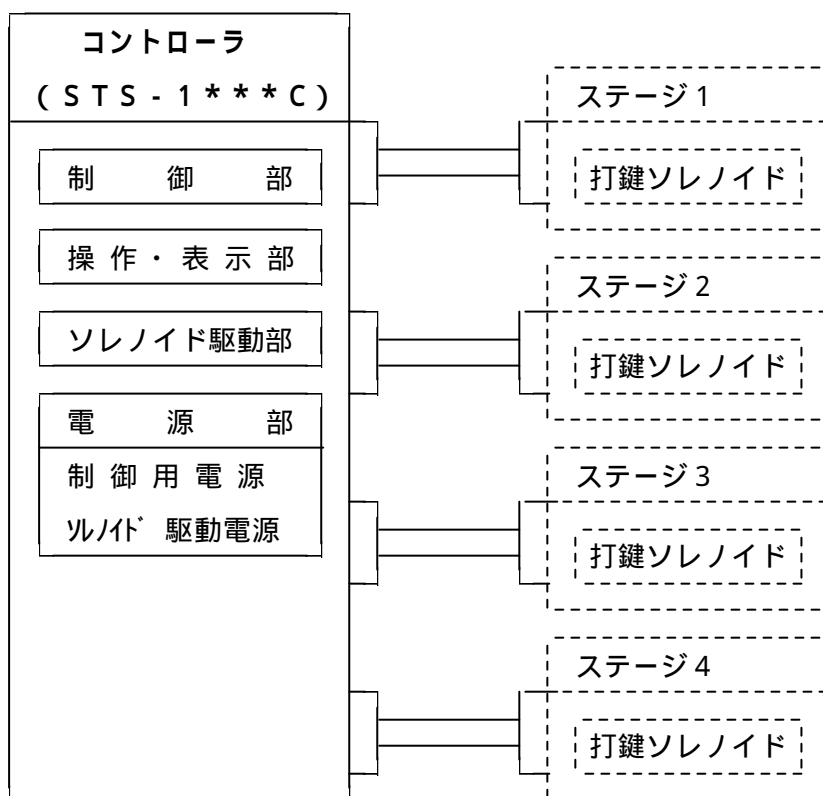 コントローラ
(STS-1***C)
制御部
操作・表示部
ソレノイド駆動部
電源部
制御用電源
ソレノイド 駆動電源
ステージ1
打鍵ソレノイド
ステージ2
打鍵ソレノイド
ステージ3
打鍵ソレノイド
ステージ4
打鍵ソレノイド